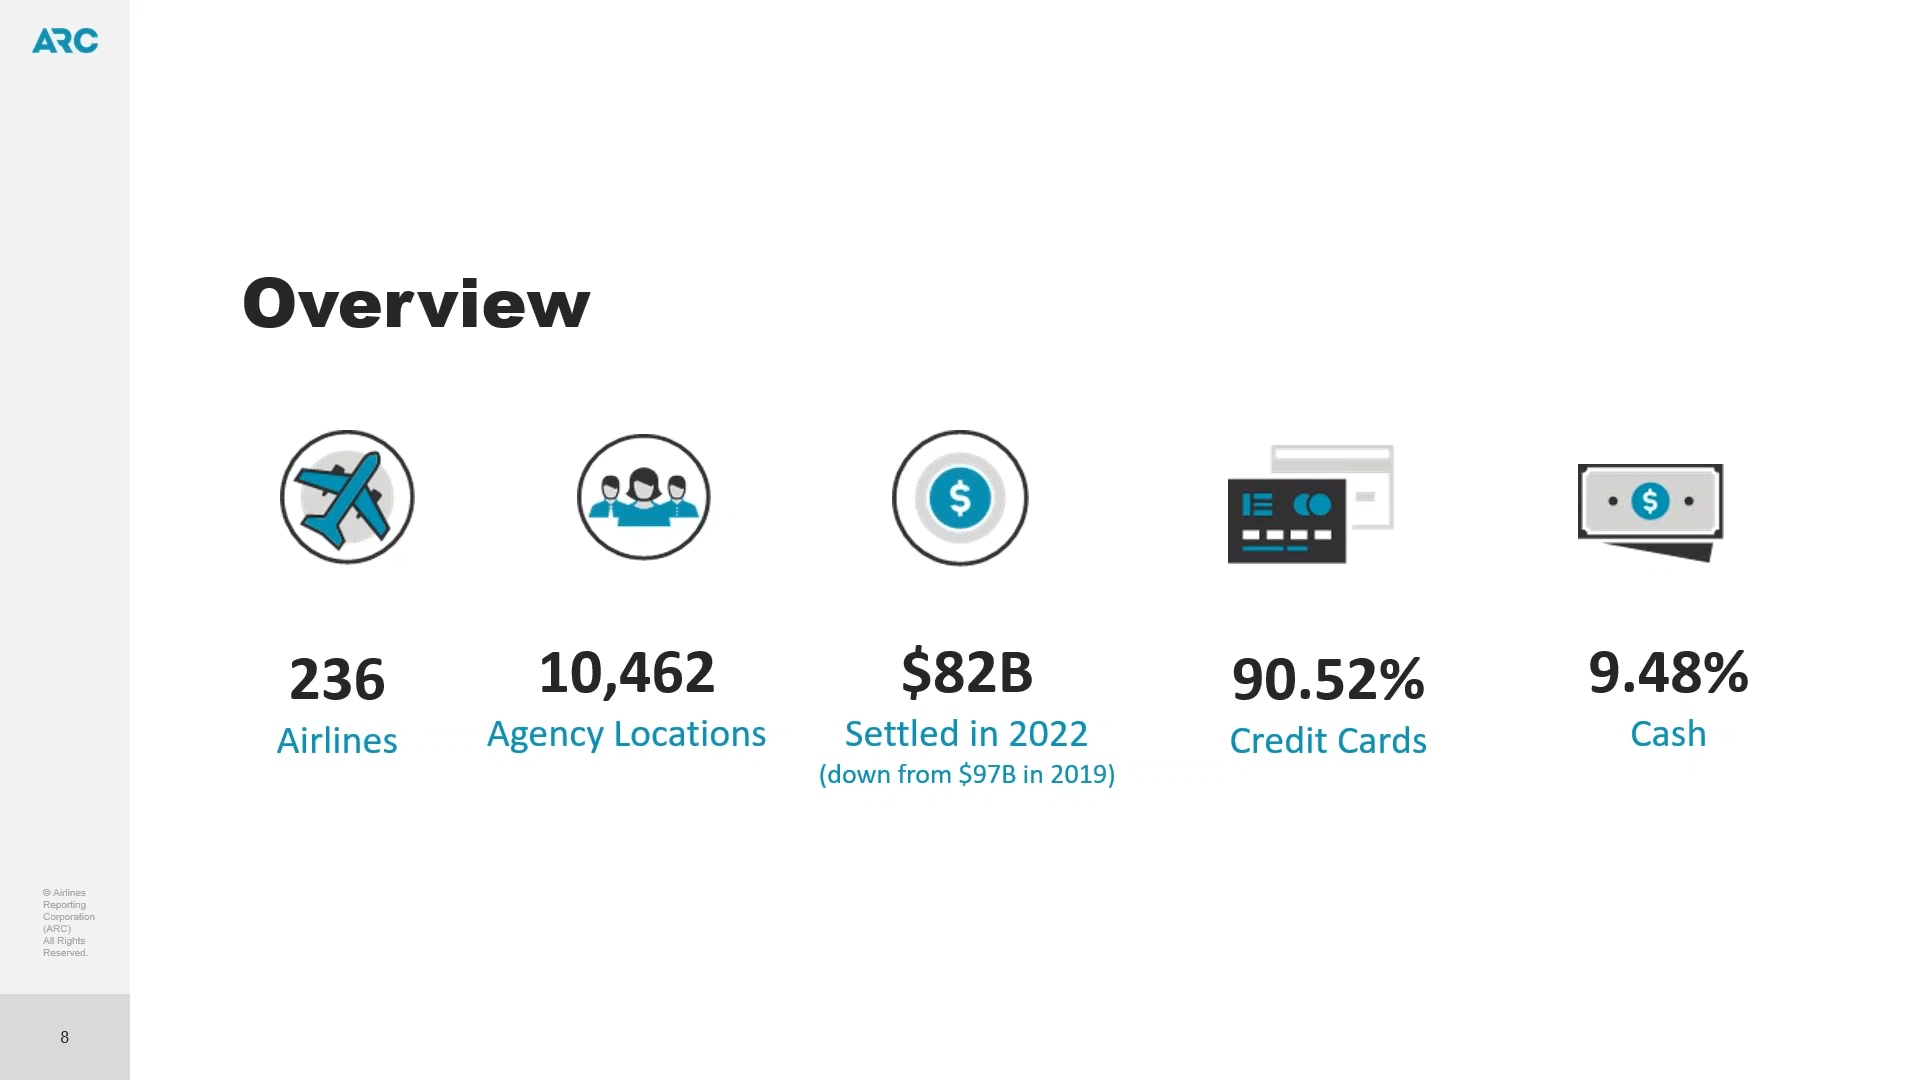 ARC
Overview
236
Airlines
10,462
Agency Locations
$82B
Settled in 2022
(down from $97B in 2019)
90.52%
Credit Cards
9.48%
Cash
© Airlines
Reporting
Corporation
(ARC)
All Rights
Reserved.
8